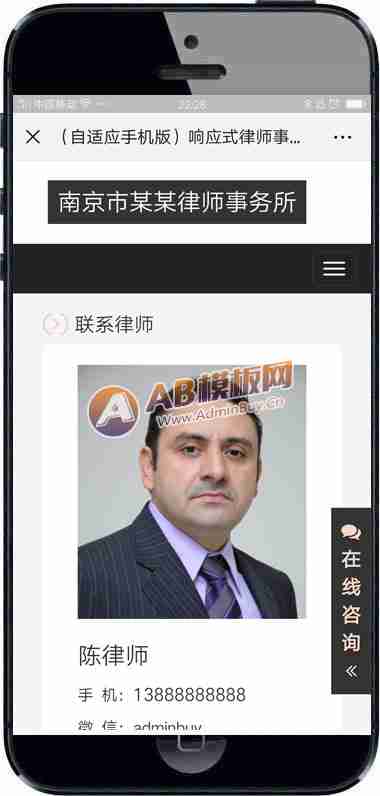 中国移动
22:28
（自适应手机版）响应式律师事...
南京市某某律师事务所
联系律师
A AB模板网
www.AdminBuy.Cn
在线咨询
陈律师
手 机：13888888888
微 信：adminbuy